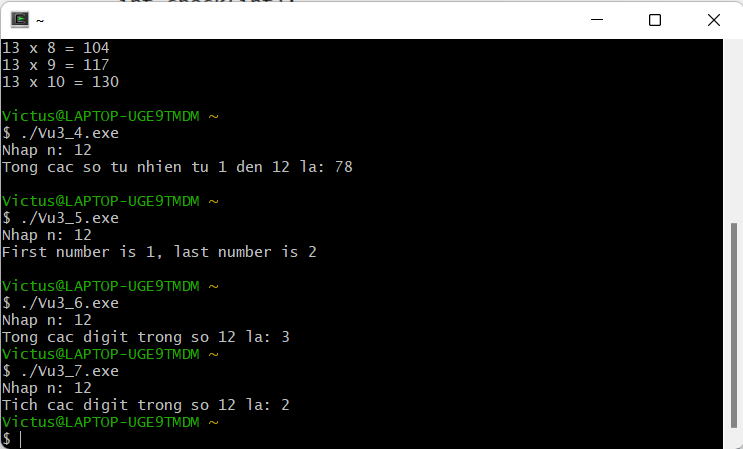 ~
13 x 8 = 104
13 x 9 = 117
13 x 10 = 130
Victus@LAPTOP-UGE9TMDM ~
$ ./Vu3_4.exe
Nhap n: 12
Tong cac so tu nhien tu 1 den 12 la: 78
Victus@LAPTOP-UGE9TMDM ~
$ ./Vu3_5.exe
Nhap n: 12
First number is 1, last number is 2
Victus@LAPTOP-UGE9TMDM ~
$ ./Vu3_6.exe
Nhap n: 12
Tong cac digit trong so 12 la: 3
Victus@LAPTOP-UGE9TMDM ~
$ ./Vu3_7.exe
Nhap n: 12
Tich cac digit trong so 12 la: 2
Victus@LAPTOP-UGE9TMDM ~
$